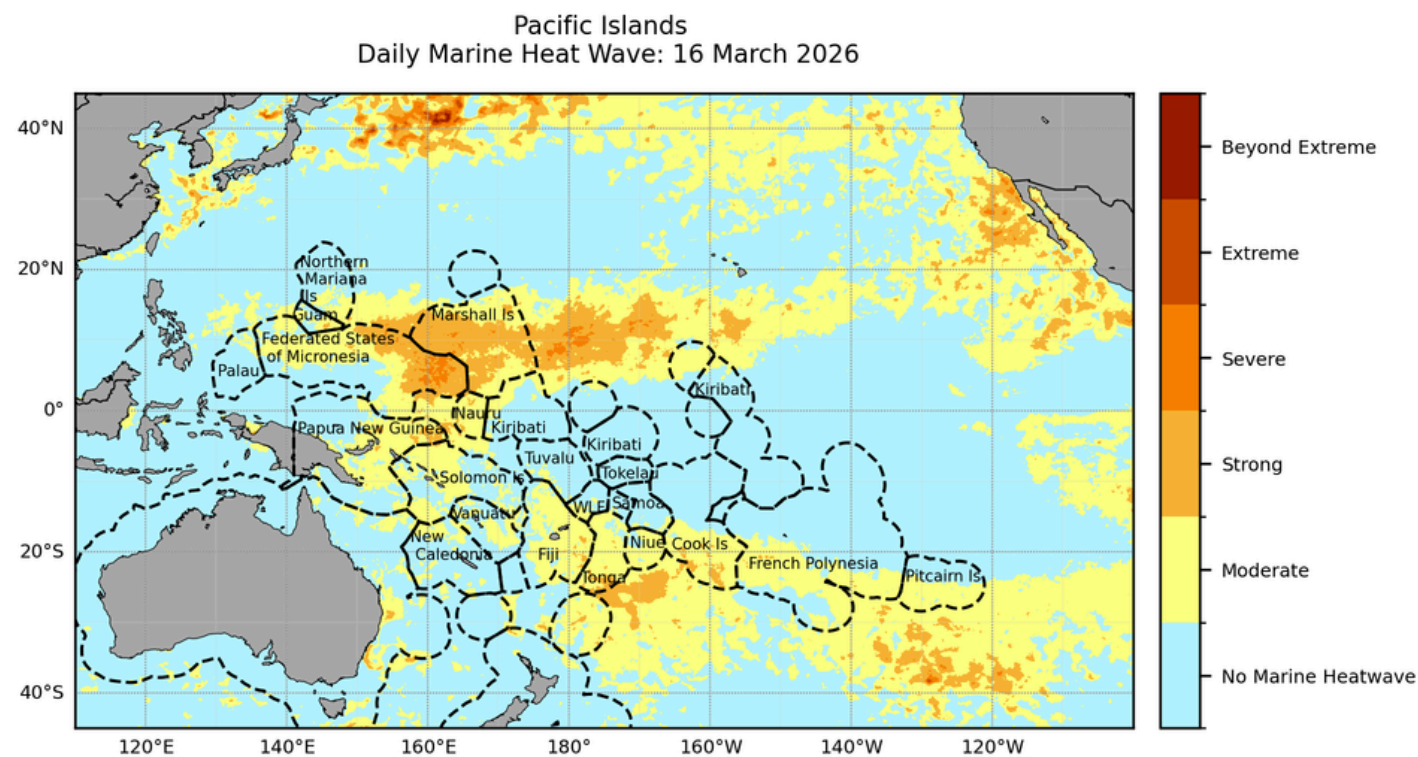 Pacific Islands
Daily Marine Heat Wave: 16 March 2026
40°N
20°N
0°
20°S
40°S
120°E
140°E
160°E
180°
160°W
140°W
120°W
Northern
Mariana
Is
Guam
Marshall Is
Federated States
of Micronesia
Palau
Kiribati
Nauru
Papua New Guinea
Kiribati
Kiribati
Tuvalu
Solomon Is
Tokelau
Vanuatu
W\F
Samoa
New
Caledonia
Fiji
Niue
Cook Is
Tonga
French Polynesia
Pitcairn Is
Beyond Extreme
Extreme
Severe
Strong
Moderate
No Marine Heatwave